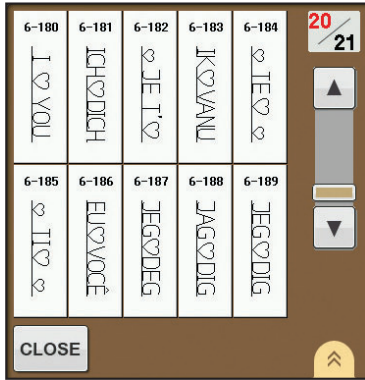 6-180 6-181 6-182 6-183 6-184
I ♡ YOU
ICH♡DICH
♡ JE T'♡
IK♡VANU
♡ TE♡ ♡
20/21
6-185 6-186 6-187 6-188 6-189
♡ TI♡ ♡
EU♡VOCÊ
JEG♡DEG
JAG♡DIG
JEG♡DIG
CLOSE